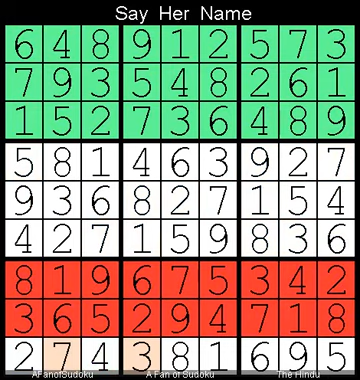 Say Her Name
6 4 8 9 1 2 5 7 3
7 9 3 5 4 8 2 6 1
1 5 2 7 3 6 4 8 9
5 8 1 4 6 3 9 2 7
9 3 6 8 2 7 1 5 4
4 2 7 1 5 9 8 3 6
8 1 9 6 7 5 3 4 2
3 6 5 2 9 4 7 1 8
2 7 4 3 8 1 6 9 5
AFanofSudoku A Fan of Sudoku The Hindu